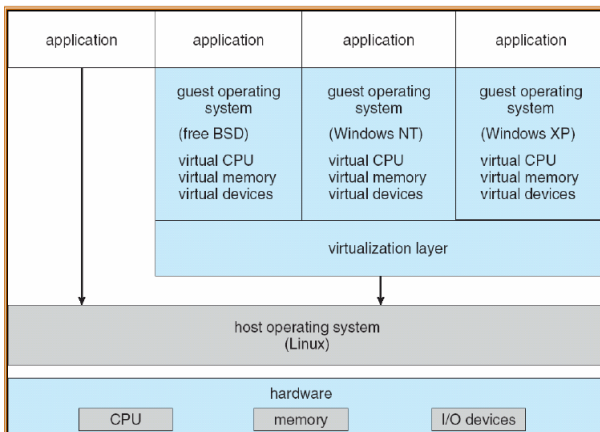 application
application
application
application
guest operating
system
(free BSD)
virtual CPU
virtual memory
virtual devices
guest operating
system
(Windows NT)
virtual CPU
virtual memory
virtual devices
guest operating
system
(Windows XP)
virtual CPU
virtual memory
virtual devices
virtualization layer
host operating system
(Linux)
hardware
CPU
memory
I/O devices